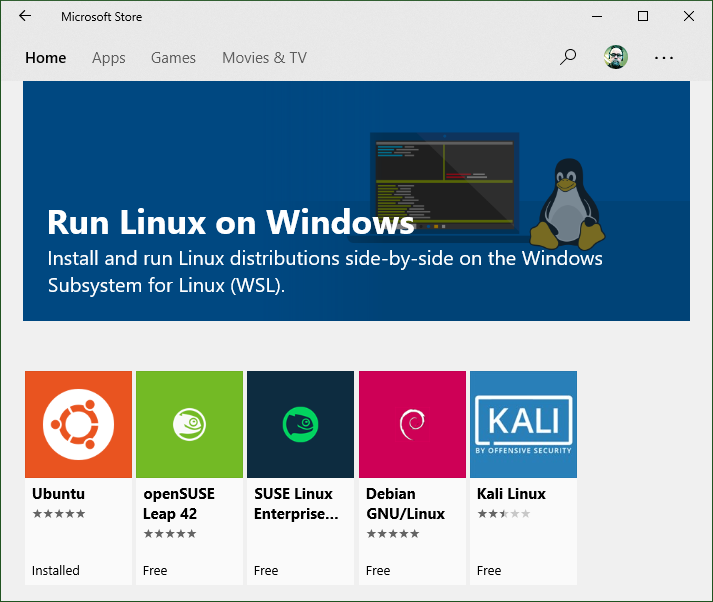 Microsoft Store
Home Apps Games Movies & TV
Run Linux on Windows
Install and run Linux distributions side-by-side on the Windows
Subsystem for Linux (WSL).
KALI
BY OFFENSIVE SECURITY
Ubuntu
Installed
openSUSE
Leap 42
Free
SUSE Linux
Enterprise...
Free
Debian
GNU/Linux
Free
Kali Linux
Free